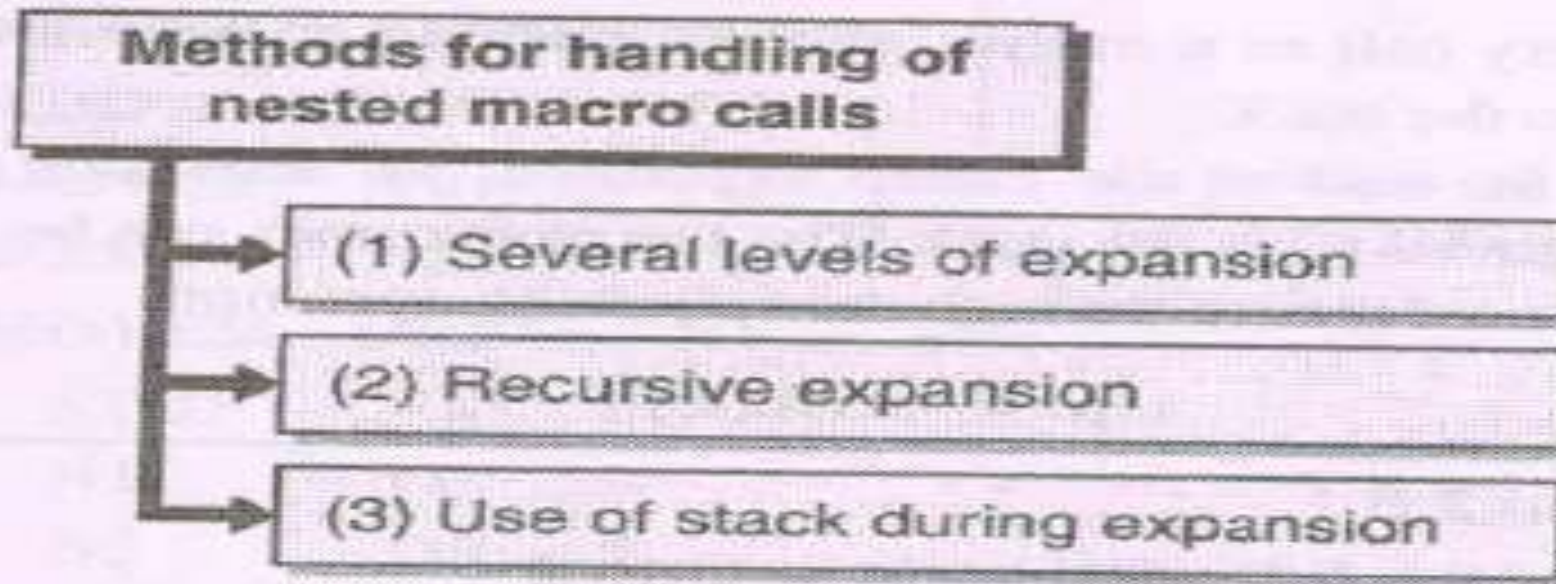 Methods for handling of
nested macro calls
(1) Several levels of expansion
(2) Recursive expansion
(3) Use of stack during expansion